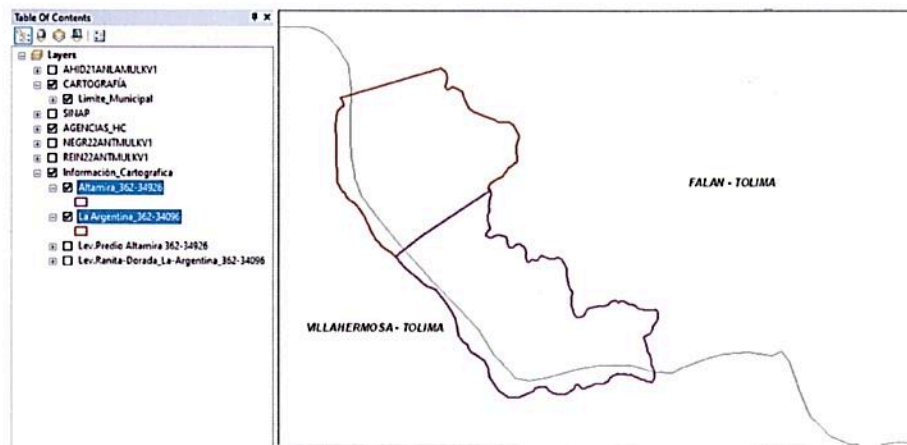 Table Of Contents
Layers
AHID21ANLAMULKV1
CARTOGRAFÍA
Limite_Municipal
SINAP
AGENCIAS_HC
NEGR22ANTMULKV1
REIN22ANTMULKV1
Información_Cartografica
Altamira_362-34926
La Argentina_362-34096
Lev.Predio Altamira 362-34926
Lev.Ranita-Dorada_La-Argentina_362-34096
FALAN - TOLIMA
VILLAHERMOSA - TOLIMA